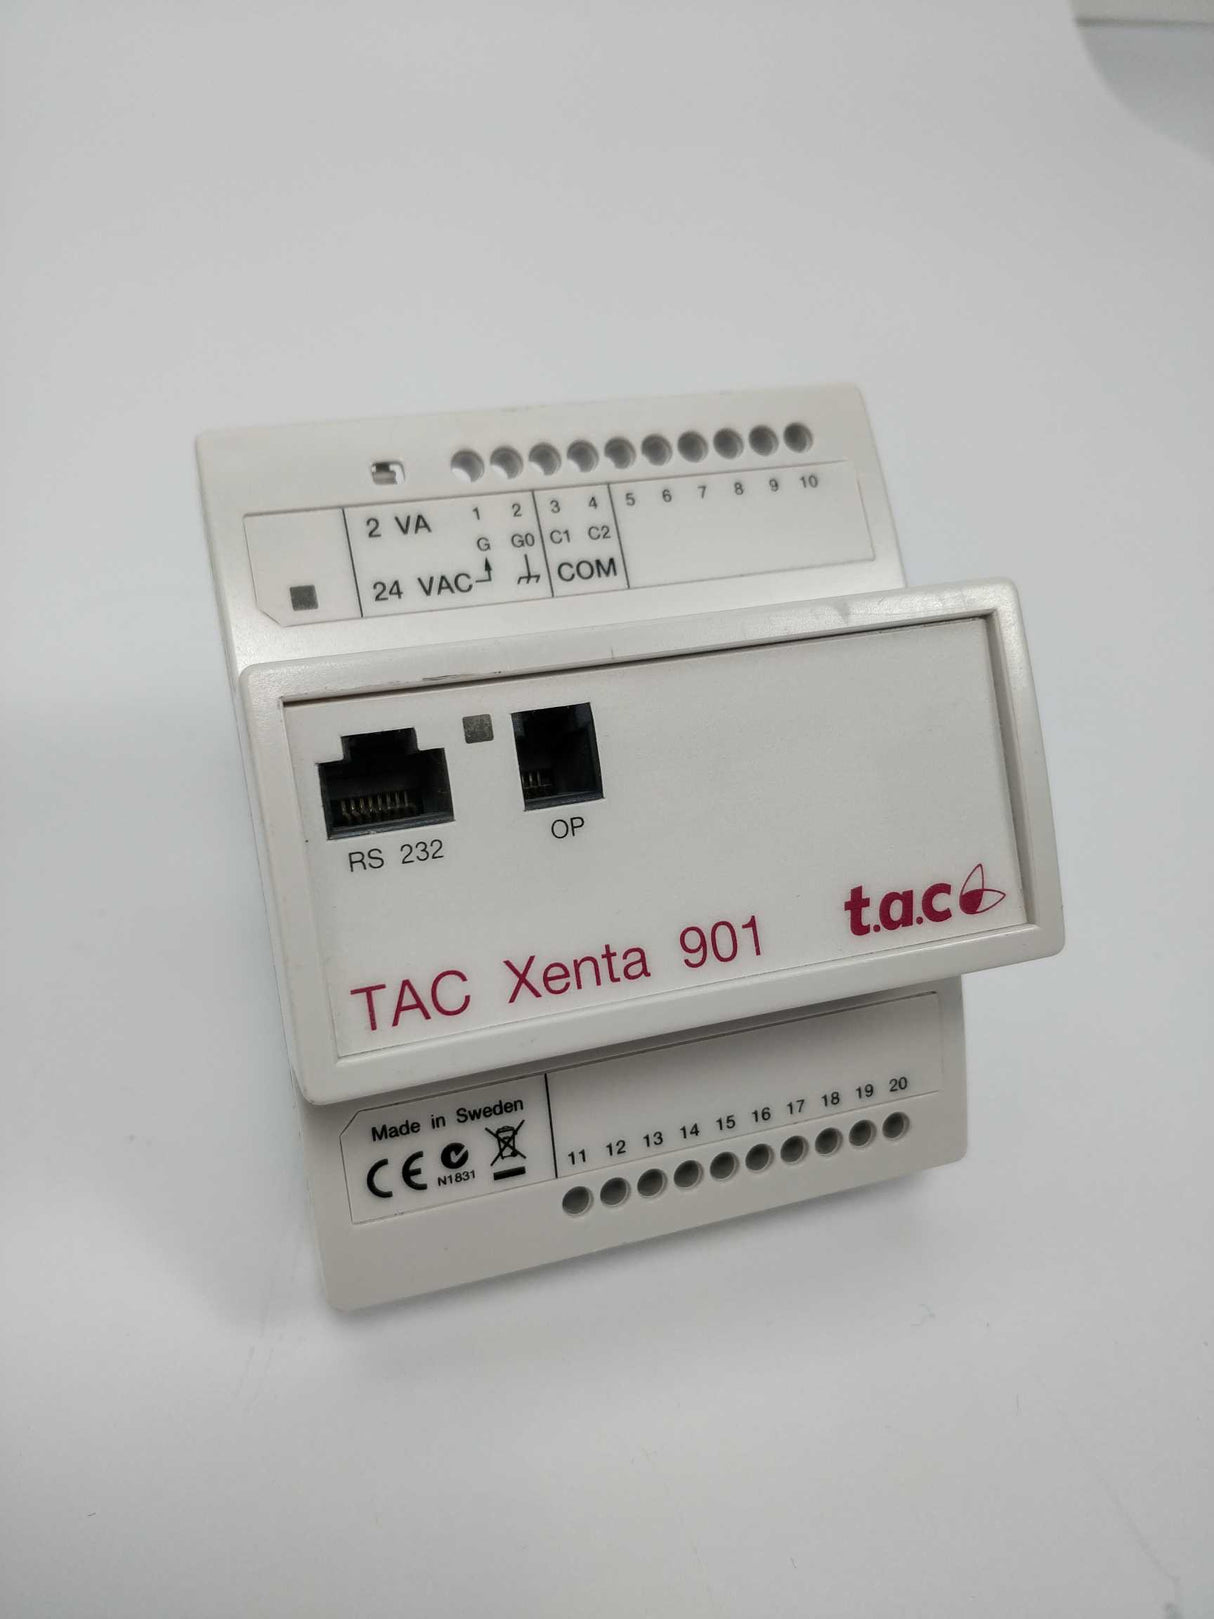 2 VA 1 2 3 4 5 6 7 8 9 10
G G0 C1 C2
24 VAC COM
RS 232
OP
t.a.c
TAC Xenta 901
Made in Sweden
CE
N1831
11 12 13 14 15 16 17 18 19 20